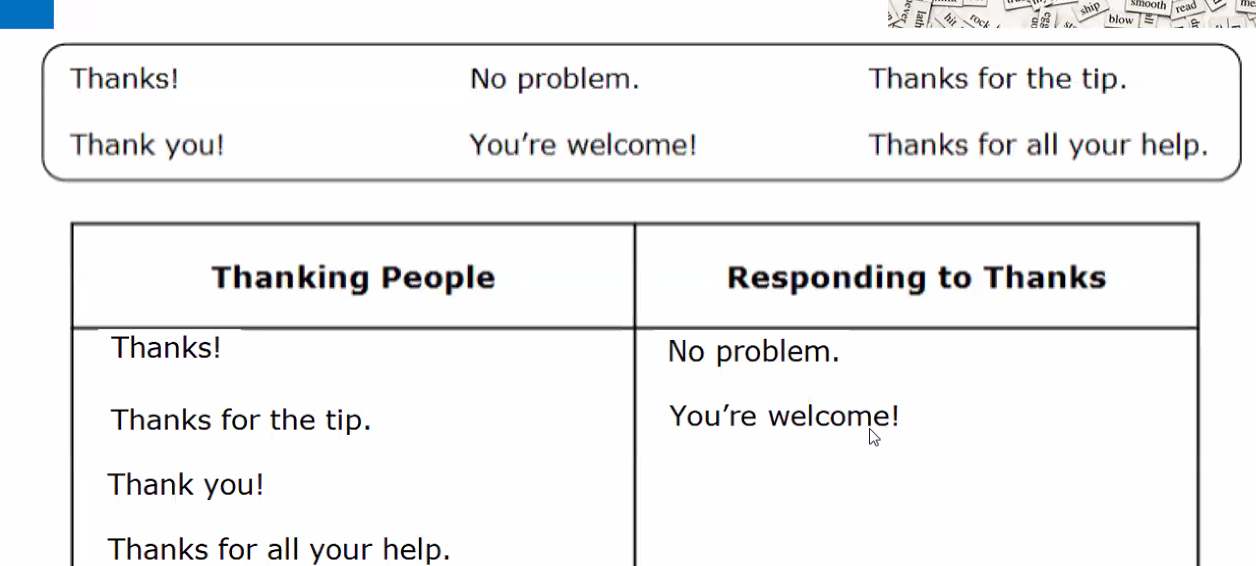 ship smooth read
hit rock blow
Thanks! No problem. Thanks for the tip.
Thank you! You're welcome! Thanks for all your help.
Thanking People Responding to Thanks
Thanks! No problem.
Thanks for the tip. You're welcome!
Thank you!
Thanks for all your help.